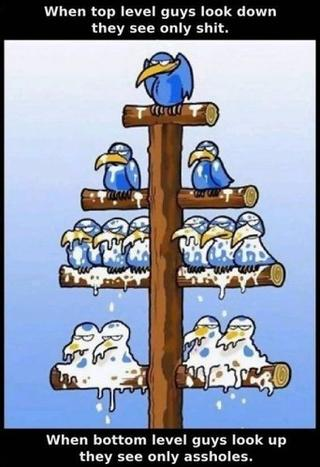 When top level guys look down
they see only shit.
When bottom level guys look up
they see only assholes.